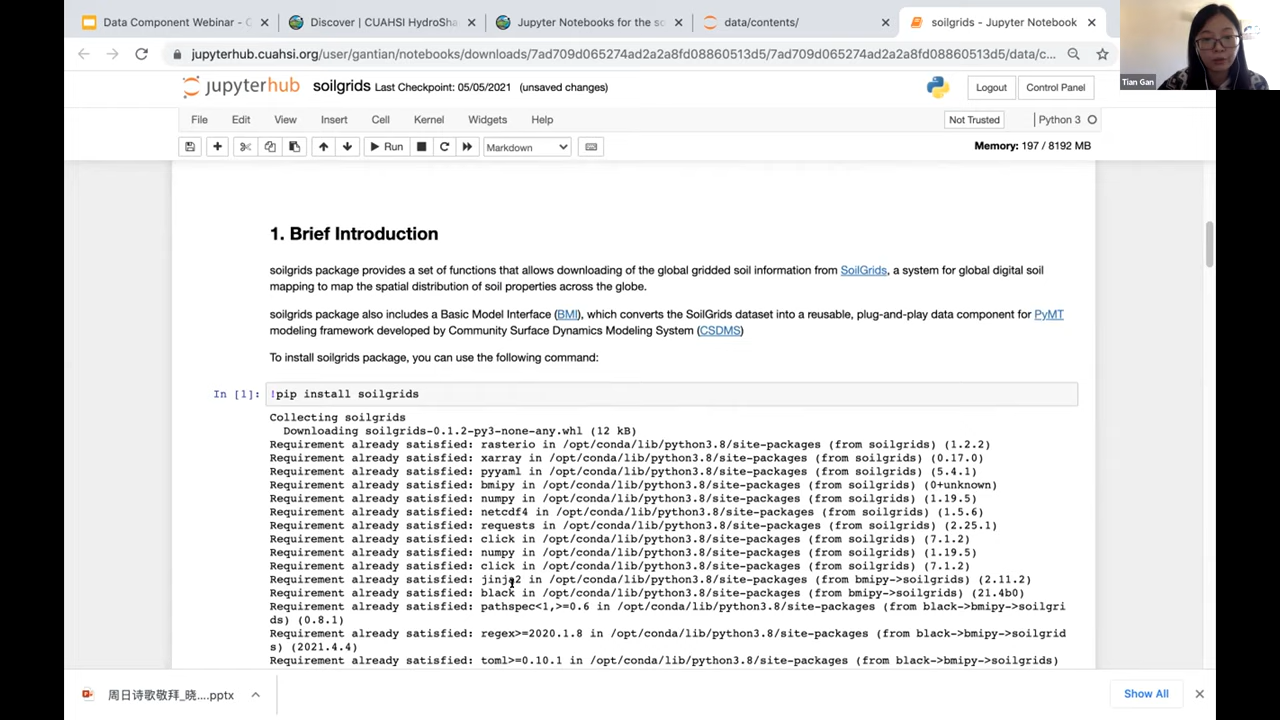 Data Component Webinar - C
Discover | CUAHSI HydroSha
Jupyter Notebooks for the so
data/contents/
soilgrids - Jupyter Notebook
jupyterhub.cuahsi.org/user/gantian/notebooks/downloads/7ad709d065274ad2a2a8fd08860513d5/7ad709d065274ad2a2a8fd08860513d5/data/c...
Tian Gan
jupyterhub soilgrids Last Checkpoint: 05/05/2021 (unsaved changes)
Logout Control Panel
File Edit View Insert Cell Kernel Widgets Help
Not Trusted Python 3
Run Markdown
Memory: 197 / 8192 MB
1. Brief Introduction
soilgrids package provides a set of functions that allows downloading of the global gridded soil information from SoilGrids, a system for global digital soil
mapping to map the spatial distribution of soil properties across the globe.
soilgrids package also includes a Basic Model Interface (BMI), which converts the SoilGrids dataset into a reusable, plug-and-play data component for PyMT
modeling framework developed by Community Surface Dynamics Modeling System (CSDMS)
To install soilgrids package, you can use the following command:
In [1]: !pip install soilgrids
Collecting soilgrids
Downloading soilgrids-0.1.2-py3-none-any.whl (12 kB)
Requirement already satisfied: rasterio in /opt/conda/lib/python3.8/site-packages (from soilgrids) (1.2.2)
Requirement already satisfied: xarray in /opt/conda/lib/python3.8/site-packages (from soilgrids) (0.17.0)
Requirement already satisfied: pyyaml in /opt/conda/lib/python3.8/site-packages (from soilgrids) (5.4.1)
Requirement already satisfied: bmipy in /opt/conda/lib/python3.8/site-packages (from soilgrids) (0+unknown)
Requirement already satisfied: numpy in /opt/conda/lib/python3.8/site-packages (from soilgrids) (1.19.5)
Requirement already satisfied: netcdf4 in /opt/conda/lib/python3.8/site-packages (from soilgrids) (1.5.6)
Requirement already satisfied: requests in /opt/conda/lib/python3.8/site-packages (from soilgrids) (2.25.1)
Requirement already satisfied: click in /opt/conda/lib/python3.8/site-packages (from soilgrids) (7.1.2)
Requirement already satisfied: numpy in /opt/conda/lib/python3.8/site-packages (from soilgrids) (1.19.5)
Requirement already satisfied: click in /opt/conda/lib/python3.8/site-packages (from soilgrids) (7.1.2)
Requirement already satisfied: jinja2 in /opt/conda/lib/python3.8/site-packages (from bmipy->soilgrids) (2.11.2)
Requirement already satisfied: black in /opt/conda/lib/python3.8/site-packages (from bmipy->soilgrids) (21.4b0)
Requirement already satisfied: pathspec<1,>=0.6 in /opt/conda/lib/python3.8/site-packages (from black->bmipy->soilgri
ds) (0.8.1)
Requirement already satisfied: regex>=2020.1.8 in /opt/conda/lib/python3.8/site-packages (from black->bmipy->soilgrid
s) (2021.4.4)
Requirement already satisfied: toml>=0.10.1 in /opt/conda/lib/python3.8/site-packages (from black->bmipy->soilgrids)
周日诗歌敬拜_晓....pptx
Show All